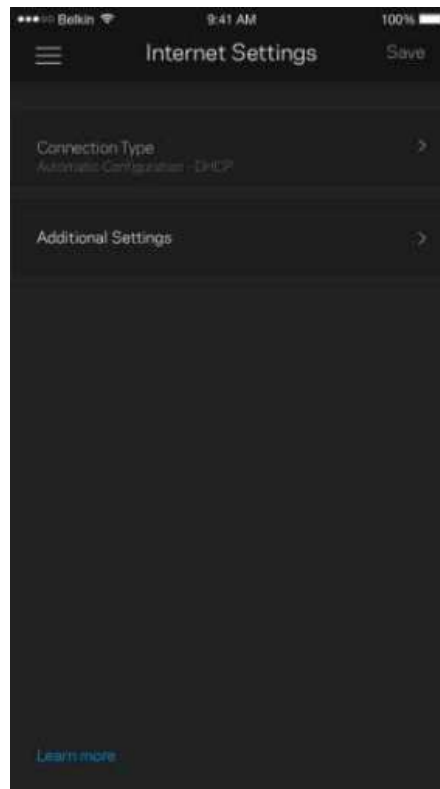 Belkin 9:41 AM 100%
Internet Settings Save
Connection Type
Automatic Configuration - DHCP
Additional Settings
Learn more